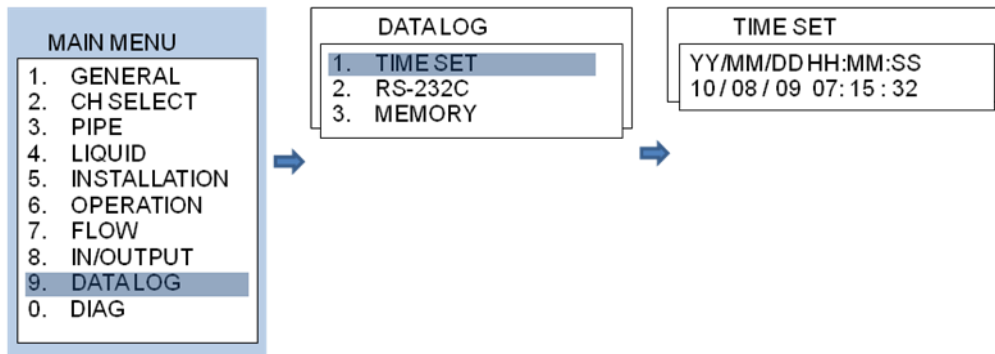 MAIN MENU
1. GENERAL
2. CH SELECT
3. PIPE
4. LIQUID
5. INSTALLATION
6. OPERATION
7. FLOW
8. IN/OUTPUT
9. DATALOG
0. DIAG
DATALOG
1. TIME SET
2. RS-232C
3. MEMORY
TIME SET
YY/MM/DD HH:MM:SS
10 / 08 / 09 07: 15 : 32